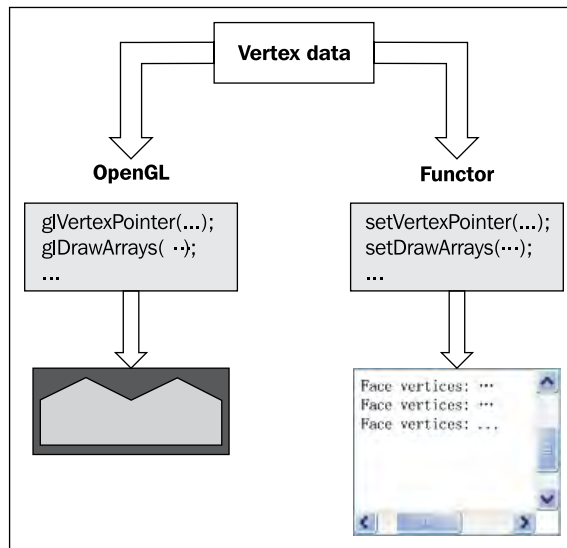 Vertex data
OpenGL
Functor
glVertexPointer(...);
glDrawArrays( ··);
...
setVertexPointer(...);
setDrawArrays(···);
...
Face vertices: ···
Face vertices: ···
Face vertices: ...